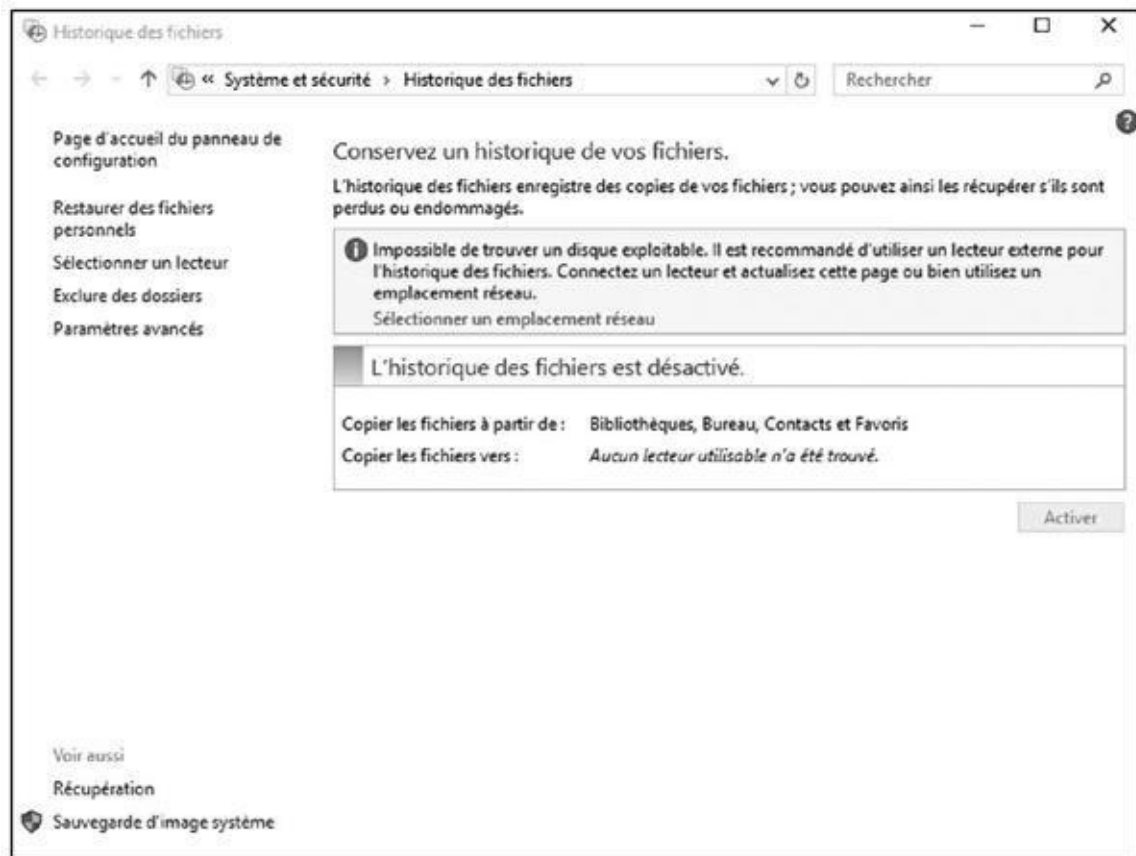 Historique des fichiers
« Système et sécurité > Historique des fichiers
Rechercher
Page d'accueil du panneau de
configuration
Restaurer des fichiers
personnels
Sélectionner un lecteur
Exclure des dossiers
Paramètres avancés
Conservez un historique de vos fichiers.
L'historique des fichiers enregistre des copies de vos fichiers ; vous pouvez ainsi les récupérer s'ils sont
perdus ou endommagés.
Impossible de trouver un disque exploitable. Il est recommandé d'utiliser un lecteur externe pour
l'historique des fichiers. Connectez un lecteur et actualisez cette page ou bien utilisez un
emplacement réseau.
Sélectionner un emplacement réseau
L'historique des fichiers est désactivé.
Copier les fichiers à partir de : Bibliothèques, Bureau, Contacts et Favoris
Copier les fichiers vers : Aucun lecteur utilisable n'a été trouvé.
Activer
Voir aussi
Récupération
Sauvegarde d'image système